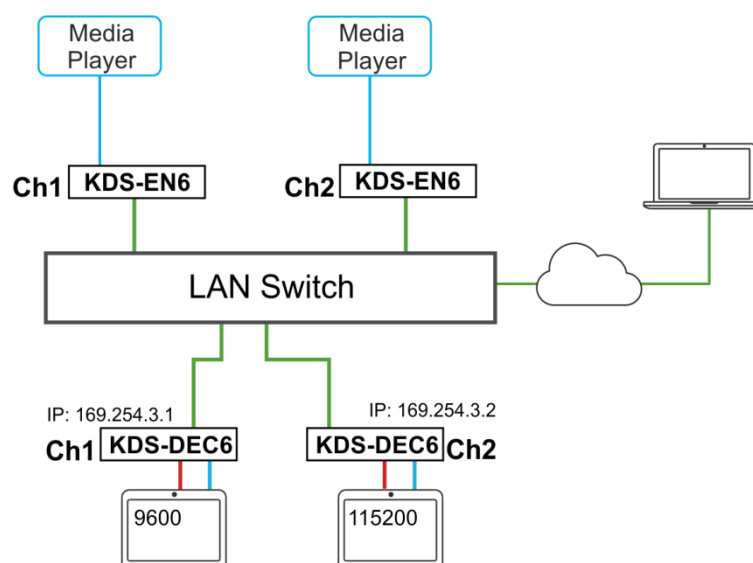 Media
Player
Media
Player
Ch1 KDS-EN6
Ch2 KDS-EN6
LAN Switch
IP: 169.254.3.1
IP: 169.254.3.2
Ch1 KDS-DEC6
KDS-DEC6 Ch2
9600
115200